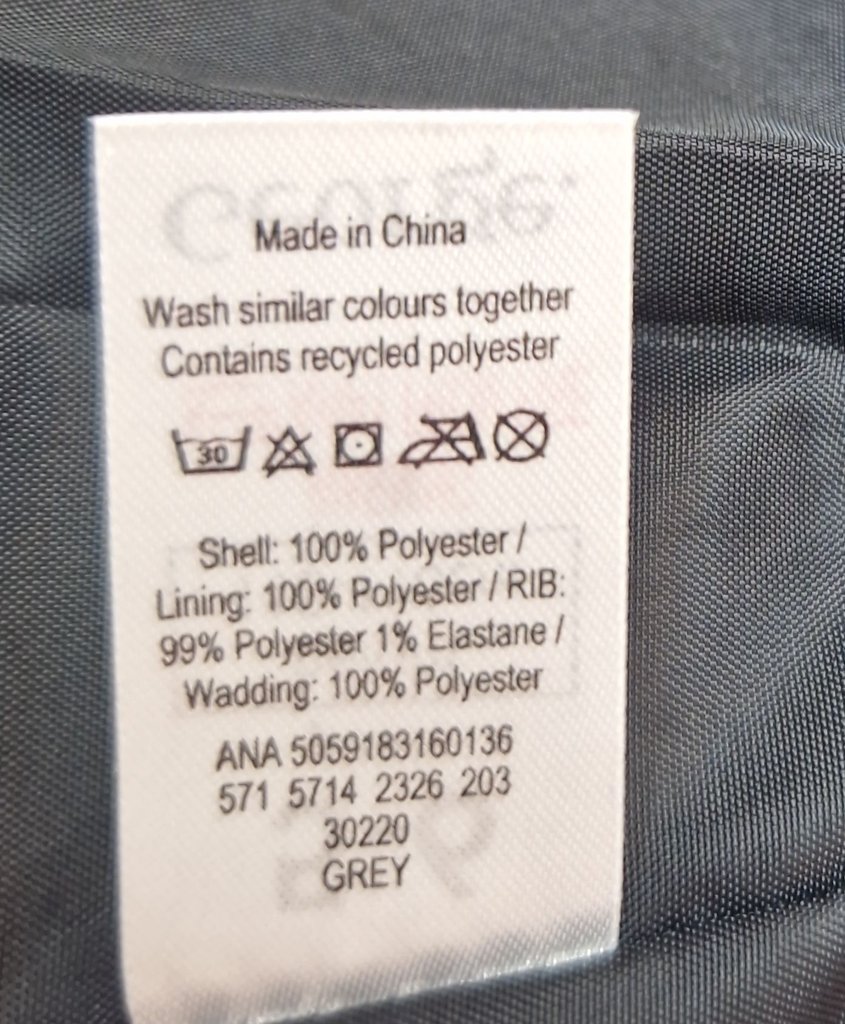 George.
Made in China
Wash similar colours together
Contains recycled polyester
30
Shell: 100% Polyester /
Lining: 100% Polyester / RIB:
99% Polyester 1% Elastane /
Wadding: 100% Polyester
ANA 5059183160136
571 5714 2326 203
30220
GREY